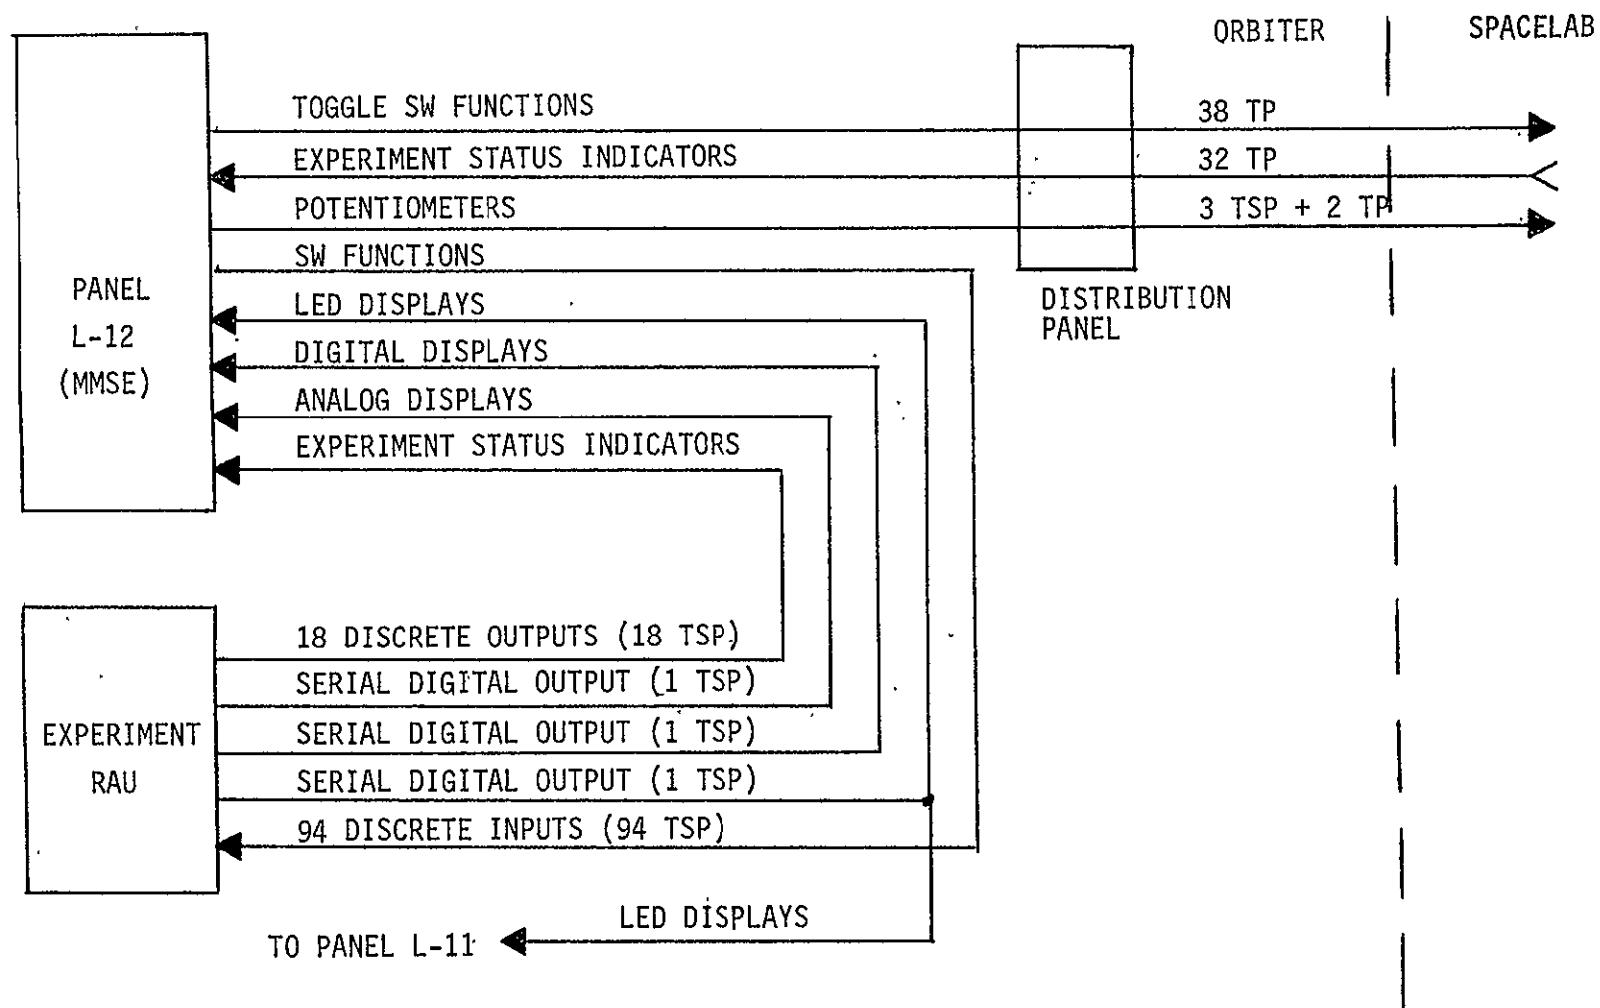 ORBITER
SPACELAB
TOGGLE SW FUNCTIONS
38 TP
EXPERIMENT STATUS INDICATORS
32 TP
POTENTIOMETERS
3 TSP + 2 TP
SW FUNCTIONS
PANEL
L-12
(MMSE)
LED DISPLAYS
DIGITAL DISPLAYS
ANALOG DISPLAYS
EXPERIMENT STATUS INDICATORS
DISTRIBUTION
PANEL
EXPERIMENT
RAU
18 DISCRETE OUTPUTS (18 TSP)
SERIAL DIGITAL OUTPUT (1 TSP)
SERIAL DIGITAL OUTPUT (1 TSP)
SERIAL DIGITAL OUTPUT (1 TSP)
94 DISCRETE INPUTS (94 TSP)
LED DISPLAYS
TO PANEL L-11